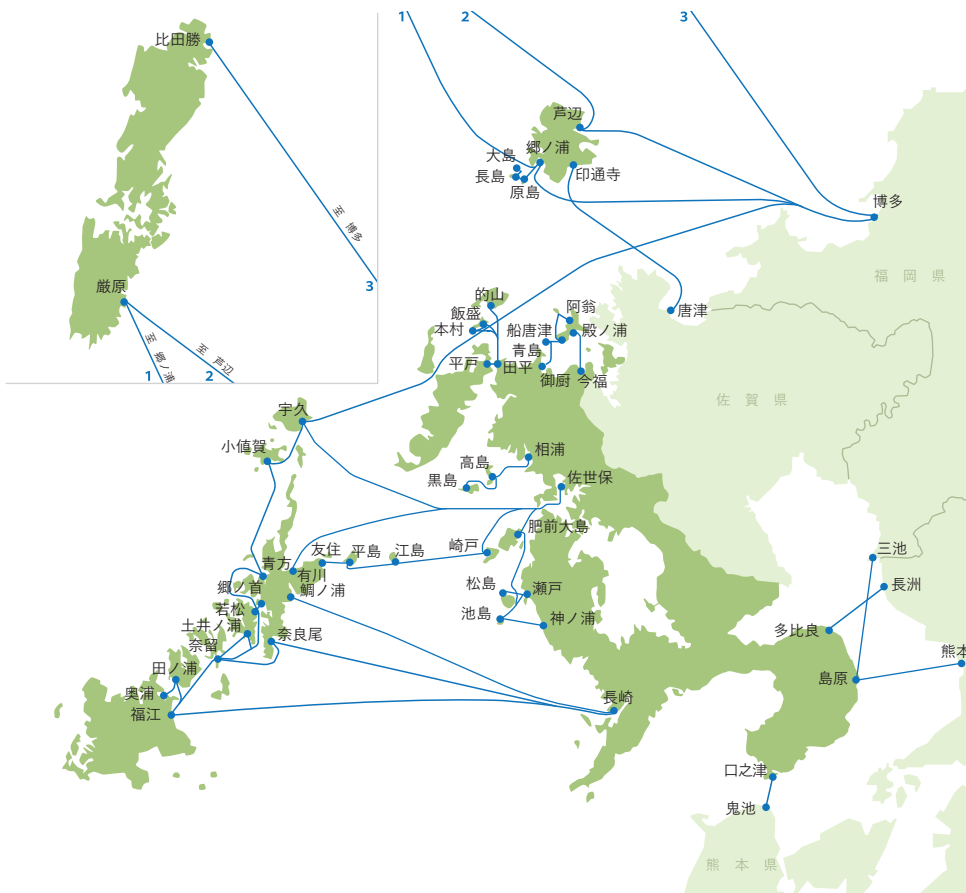 比田勝
至 博多
3
厳原
至 郷ノ浦
1
至 芦辺
2
1
2
3
芦辺
郷ノ浦
大島
長島
原島
印通寺
博多
福岡県
唐津
的山
飯盛
本村
阿翁
船唐津
殿ノ浦
青島
平戸
田平
御厨
今福
佐賀県
宇久
小値賀
相浦
高島
黒島
佐世保
肥前大島
崎戸
友住
平島
江島
青方
有川
鯛ノ浦
郷ノ首
若松
土井ノ浦
奈留
奈良尾
田ノ浦
奥浦
福江
松島
瀬戸
池島
神ノ浦
長崎
三池
長洲
多比良
島原
熊本
口之津
鬼池
熊本県